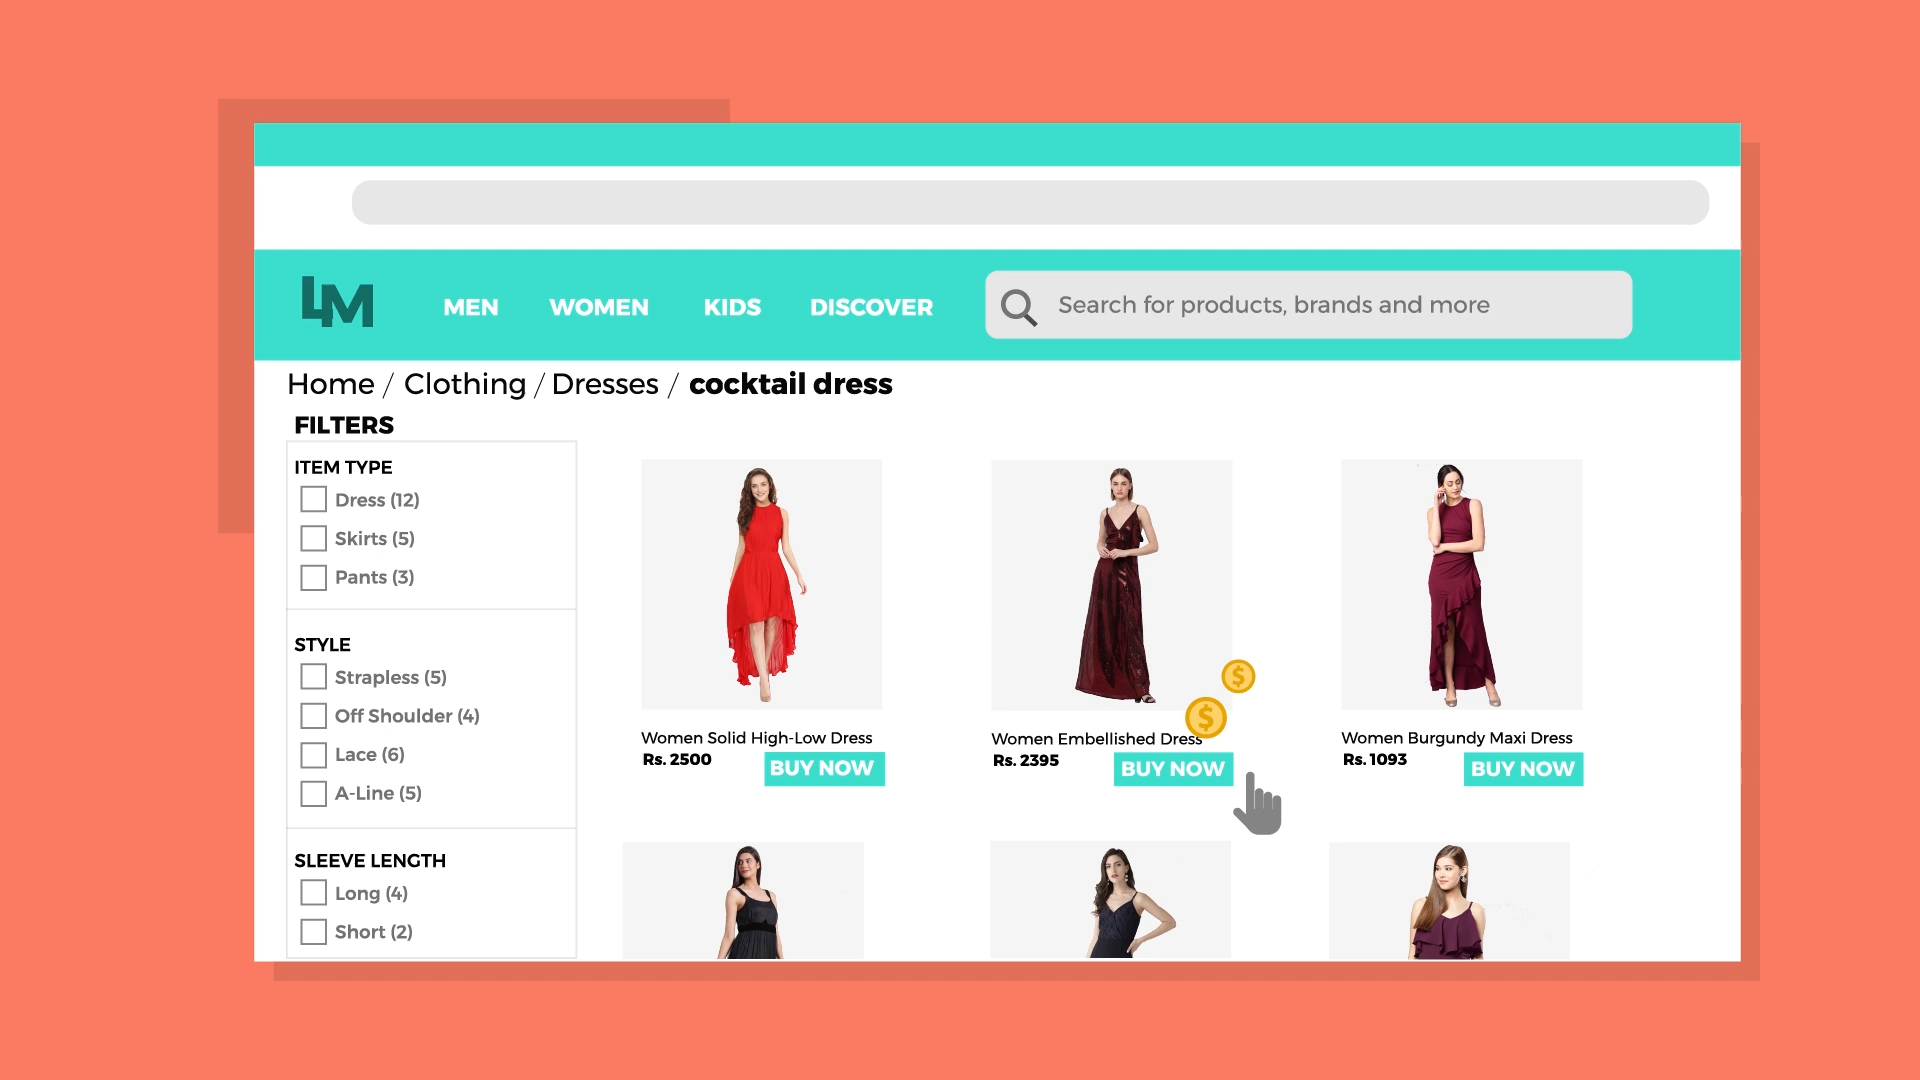 LM
MEN WOMEN KIDS DISCOVER
Search for products, brands and more
Home / Clothing / Dresses / cocktail dress
FILTERS
ITEM TYPE
Dress (12)
Skirts (5)
Pants (3)
STYLE
Strapless (5)
Off Shoulder (4)
Lace (6)
A-Line (5)
SLEEVE LENGTH
Long (4)
Short (2)
Women Solid High-Low Dress
Rs. 2500
BUY NOW
$
$
Women Embellished Dress
Rs. 2395
BUY NOW
Women Burgundy Maxi Dress
Rs. 1093
BUY NOW